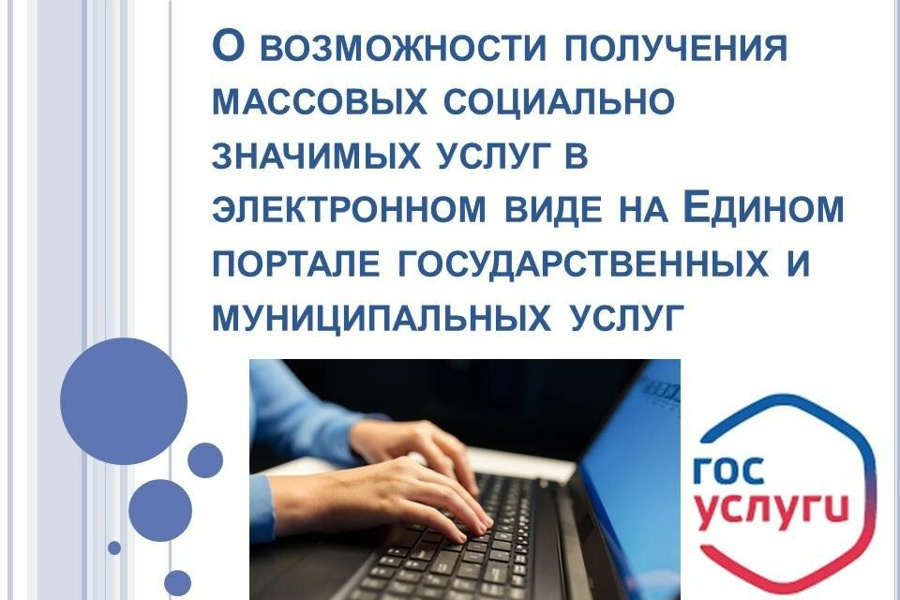 О ВОЗМОЖНОСТИ ПОЛУЧЕНИЯ
МАССОВЫХ СОЦИАЛЬНО
ЗНАЧИМЫХ УСЛУГ В
ЭЛЕКТРОННОМ ВИДЕ НА ЕДИНОМ
ПОРТАЛЕ ГОСУДАРСТВЕННЫХ И
МУНИЦИПАЛЬНЫХ УСЛУГ
гос
услуги